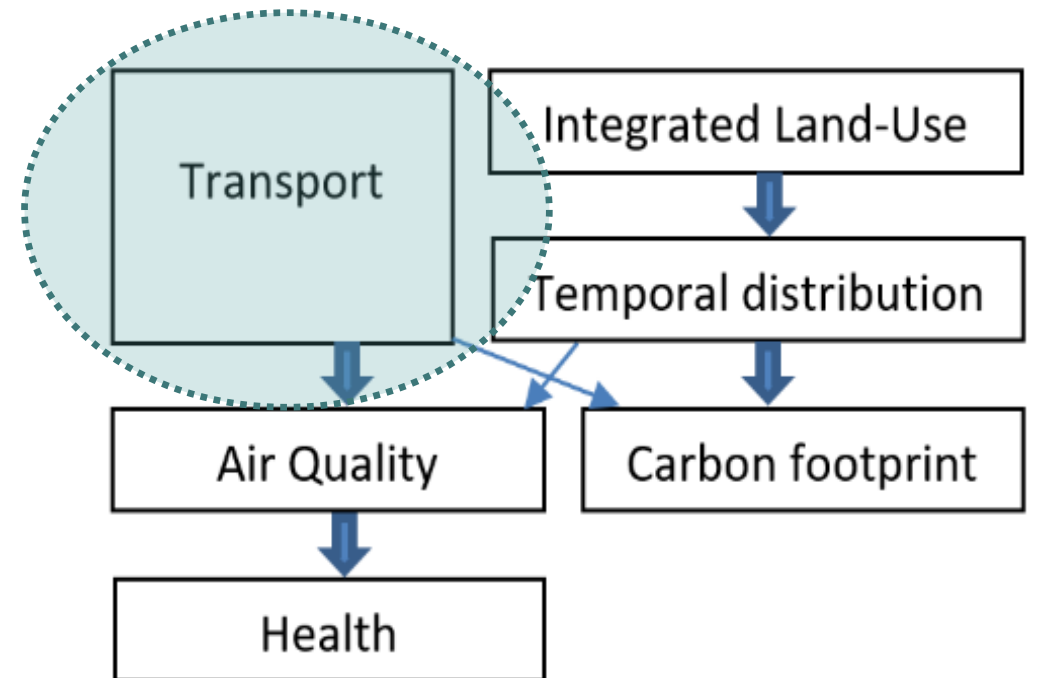 Integrated Land-Use
Transport
Temporal distribution
Air Quality
Carbon footprint
Health